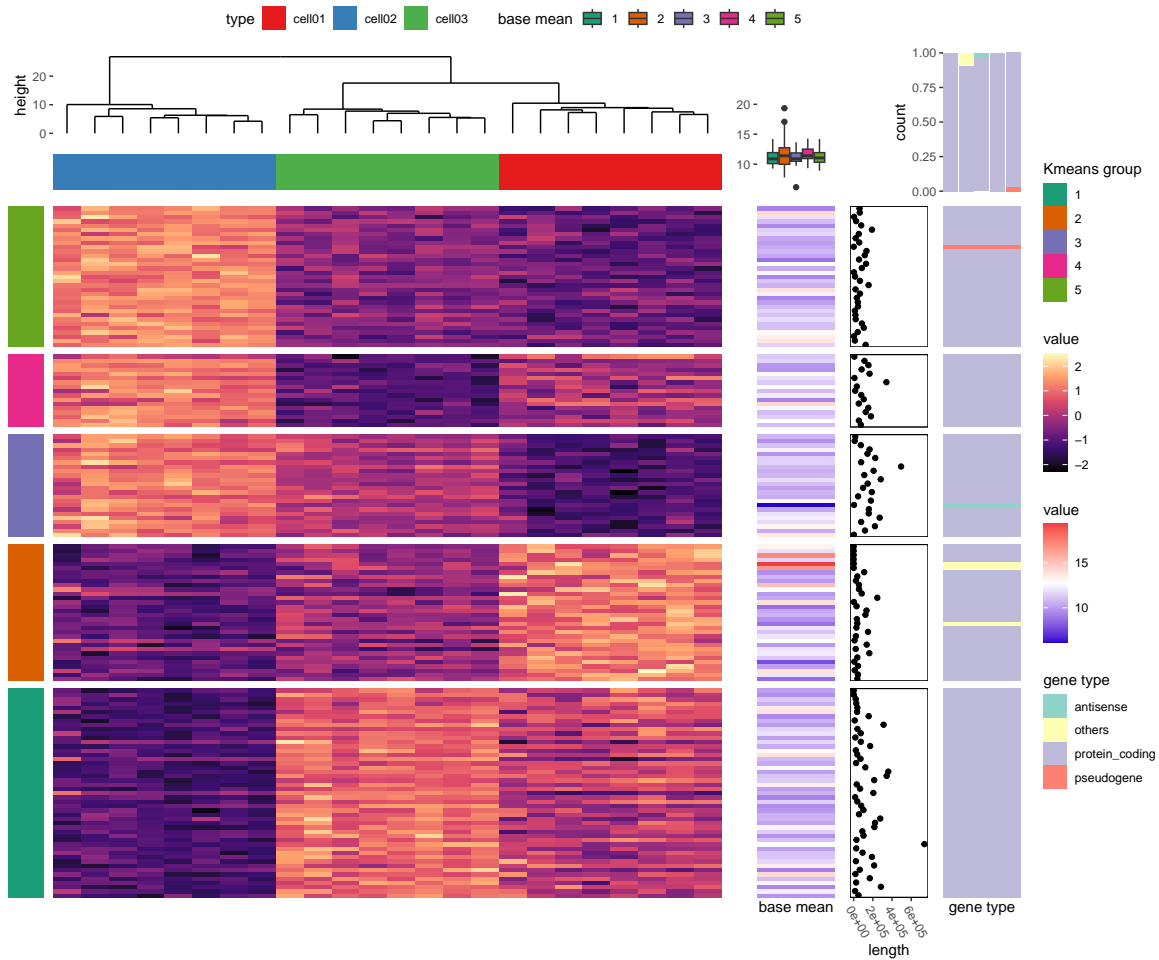 type cell01 cell02 cell03 base mean 1 2 3 4 5
height
20
10
0
20
15
10
count
1.00
0.75
0.50
0.25
0.00
Kmeans group
1
2
3
4
5
value
2
1
0
−1
−2
value
15
10
gene type
antisense
others
protein_coding
pseudogene
base mean
0e+00
2e+05
4e+05
6e+05
length
gene type